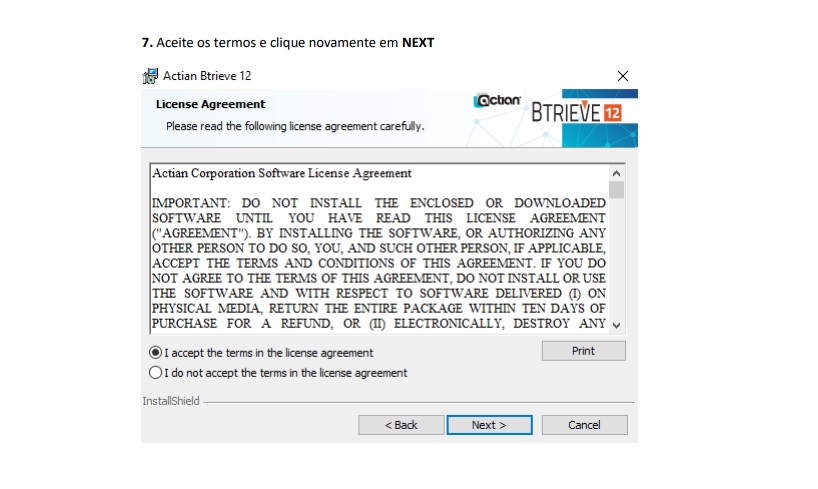 7. Aceite os termos e clique novamente em NEXT
Actian Btrieve 12
License Agreement
Please read the following license agreement carefully.
Actian
BTRIEVE 12
Actian Corporation Software License Agreement
IMPORTANT: DO NOT INSTALL THE ENCLOSED OR DOWNLOADED
SOFTWARE UNTIL YOU HAVE READ THIS LICENSE AGREEMENT
("AGREEMENT"). BY INSTALLING THE SOFTWARE, OR AUTHORIZING ANY
OTHER PERSON TO DO SO, YOU, AND SUCH OTHER PERSON, IF APPLICABLE,
ACCEPT THE TERMS AND CONDITIONS OF THIS AGREEMENT. IF YOU DO
NOT AGREE TO THE TERMS OF THIS AGREEMENT, DO NOT INSTALL OR USE
THE SOFTWARE AND WITH RESPECT TO SOFTWARE DELIVERED (I) ON
PHYSICAL MEDIA, RETURN THE ENTIRE PACKAGE WITHIN TEN DAYS OF
PURCHASE FOR A REFUND, OR (II) ELECTRONICALLY, DESTROY ANY
I accept the terms in the license agreement
Print
I do not accept the terms in the license agreement
InstallShield
< Back
Next >
Cancel